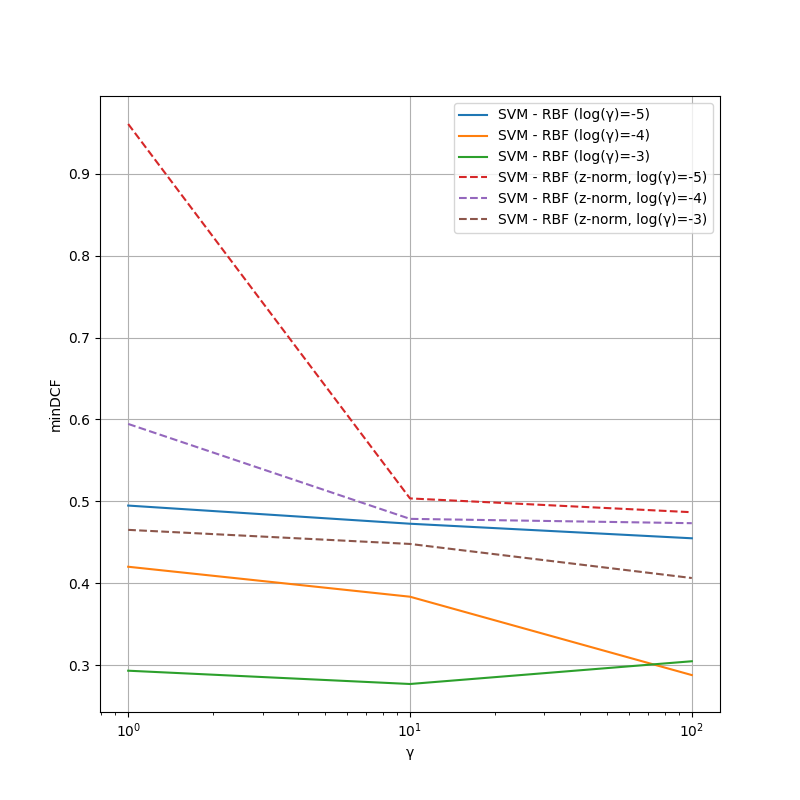 SVM - RBF (log(γ)=-5)
SVM - RBF (log(γ)=-4)
SVM - RBF (log(γ)=-3)
SVM - RBF (z-norm, log(γ)=-5)
SVM - RBF (z-norm, log(γ)=-4)
SVM - RBF (z-norm, log(γ)=-3)
0.9
0.8
0.7
0.6
0.5
0.4
0.3
minDCF
10⁰ 10¹ 10²
γ